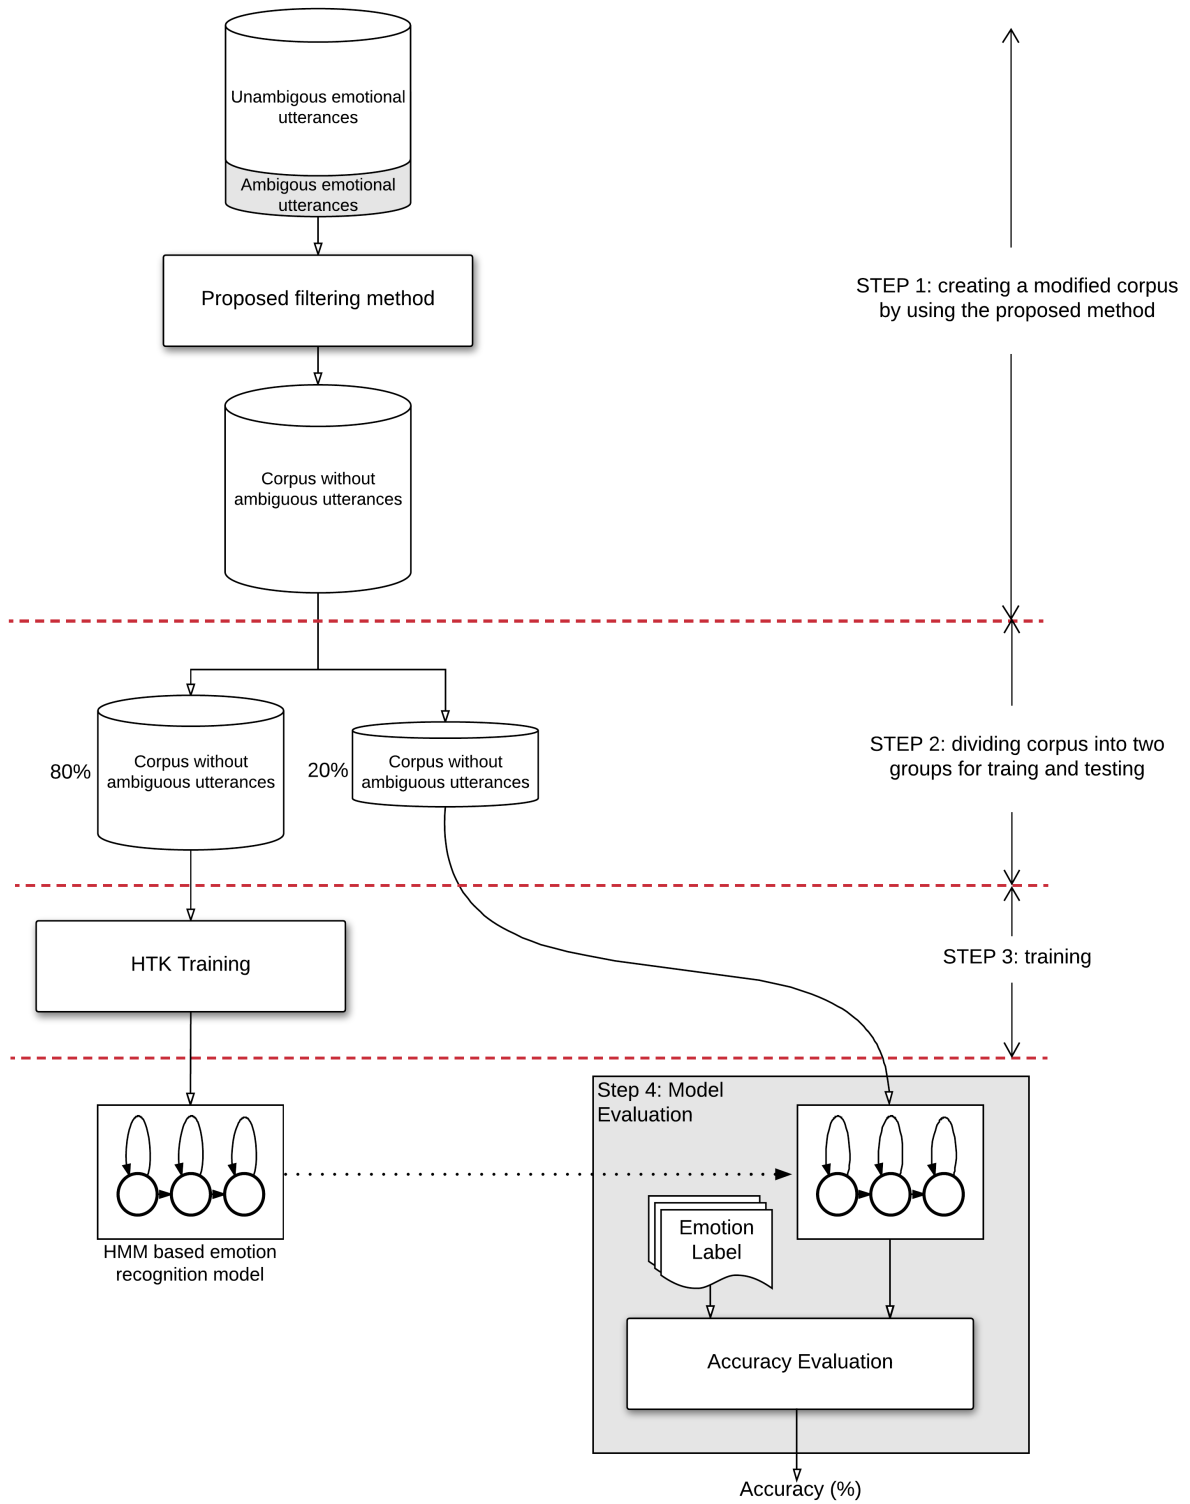 Unambigous emotional
utterances
Ambigous emotional
utterances
Proposed filtering method
STEP 1: creating a modified corpus
by using the proposed method
Corpus without
ambiguous utterances
80%
Corpus without
ambiguous utterances
20%
Corpus without
ambiguous utterances
STEP 2: dividing corpus into two
groups for traing and testing
HTK Training
STEP 3: training
Step 4: Model
Evaluation
HMM based emotion
recognition model
Emotion
Label
Accuracy Evaluation
Accuracy (%)